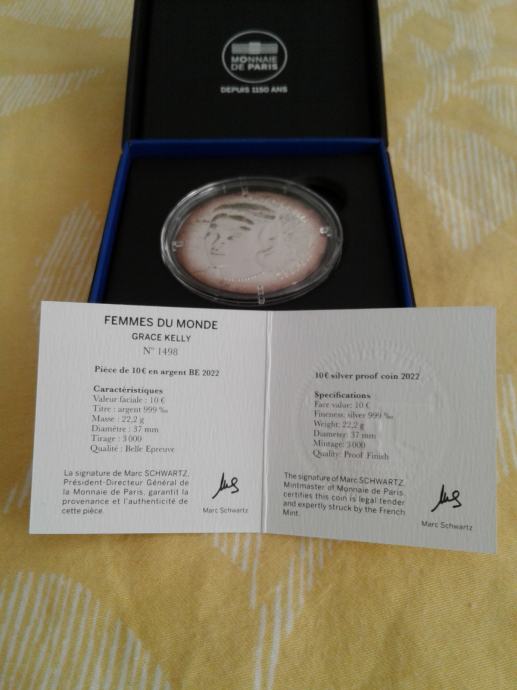 MONNAIE
DE PARIS
DEPUIS 1150 ANS
FEMMES DU MONDE
GRACE KELLY
N° 1498
Pièce de 10 € en argent BE 2022
Caractéristiques
Valeur faciale : 10 €
Titre : argent 999 ‰
Masse : 22,2 g
Diamètre : 37 mm
Tirage : 3 000
Qualité : Belle Epreuve
La signature de Marc SCHWARTZ,
Président-Directeur Général de
la Monnaie de Paris, garantit la
provenance et l'authenticité de
cette pièce.
Marc Schwartz
10 € silver proof coin 2022
Specifications
Face value: 10 €
Fineness: silver 999 ‰
Weight: 22,2 g
Diameter: 37 mm
Mintage: 3 000
Quality: Proof Finish
The signature of Marc SCHWARTZ,
Mintmaster of Monnaie de Paris,
certifies this coin is legal tender
and expertly struck by the French
Mint.
Marc Schwartz